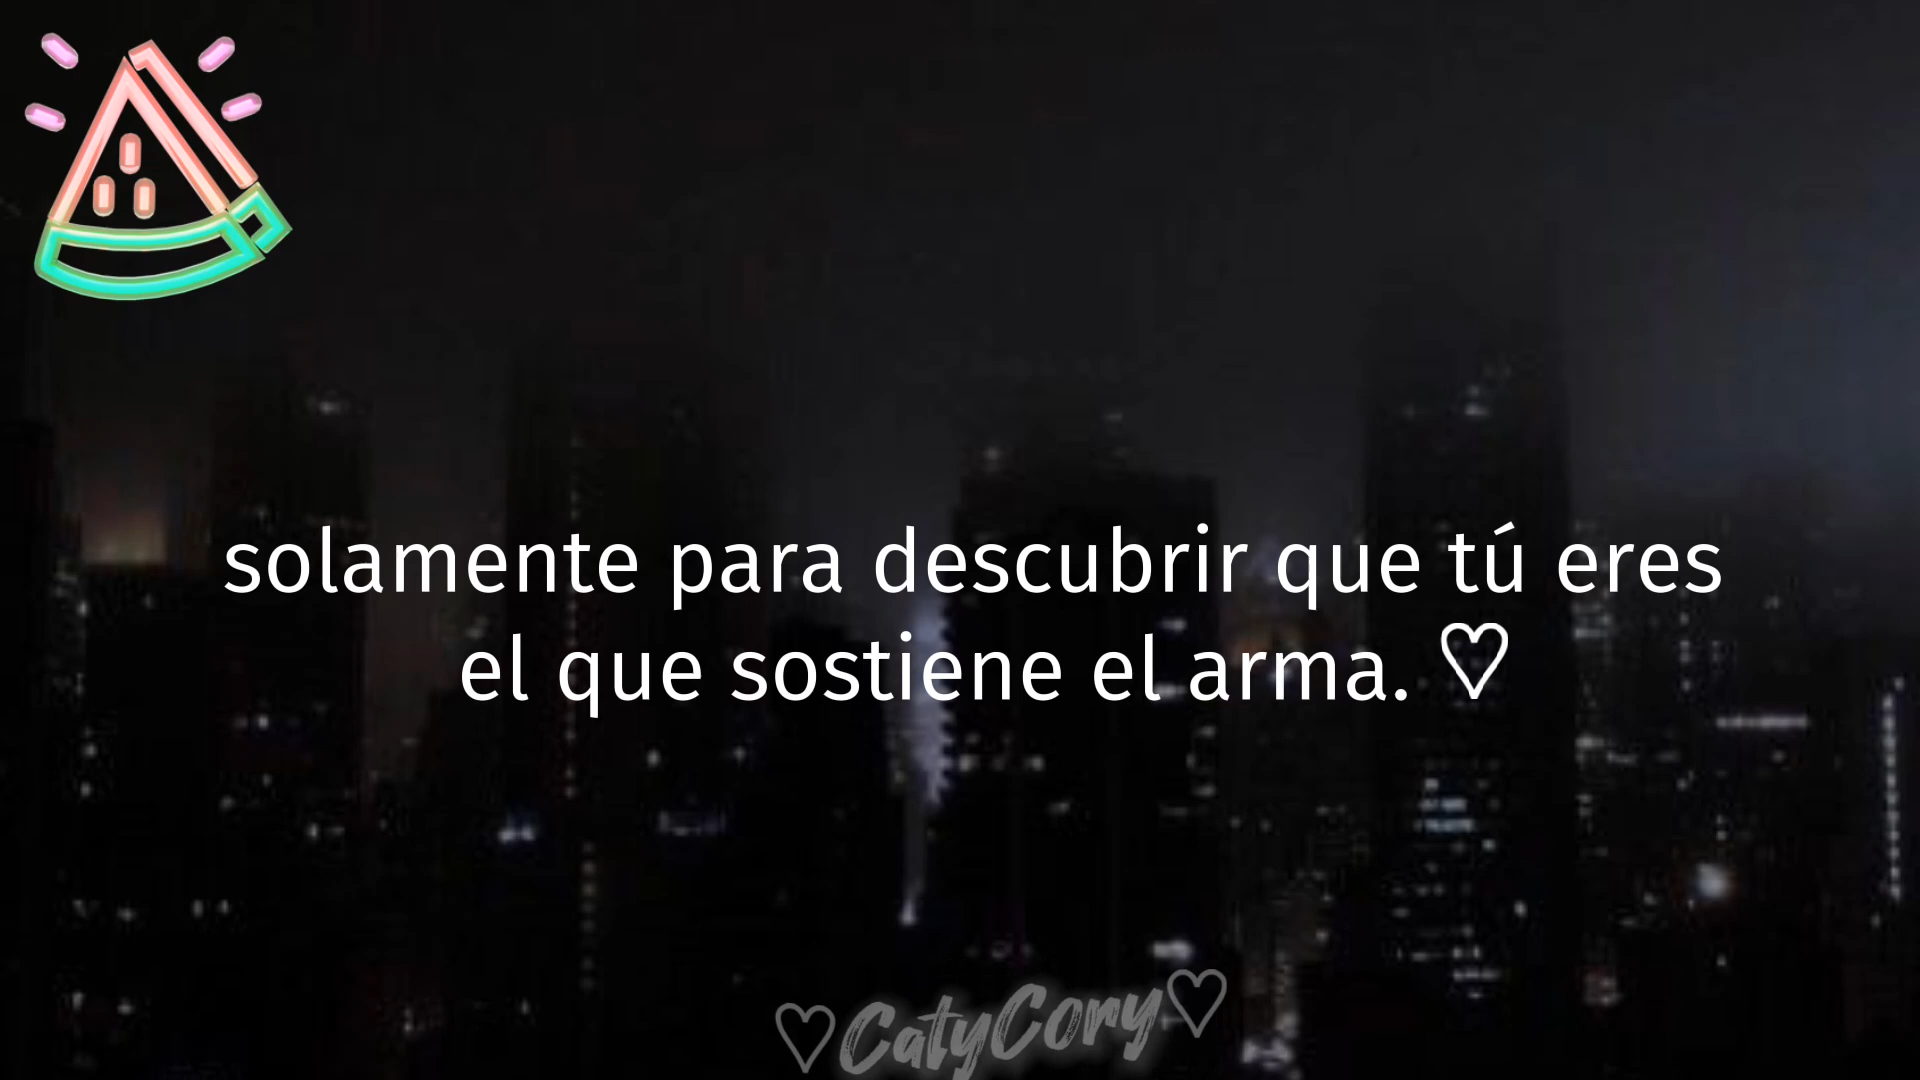 solamente para descubrir que tú eres
el que sostiene el arma. ♡
♡CatyCory♡